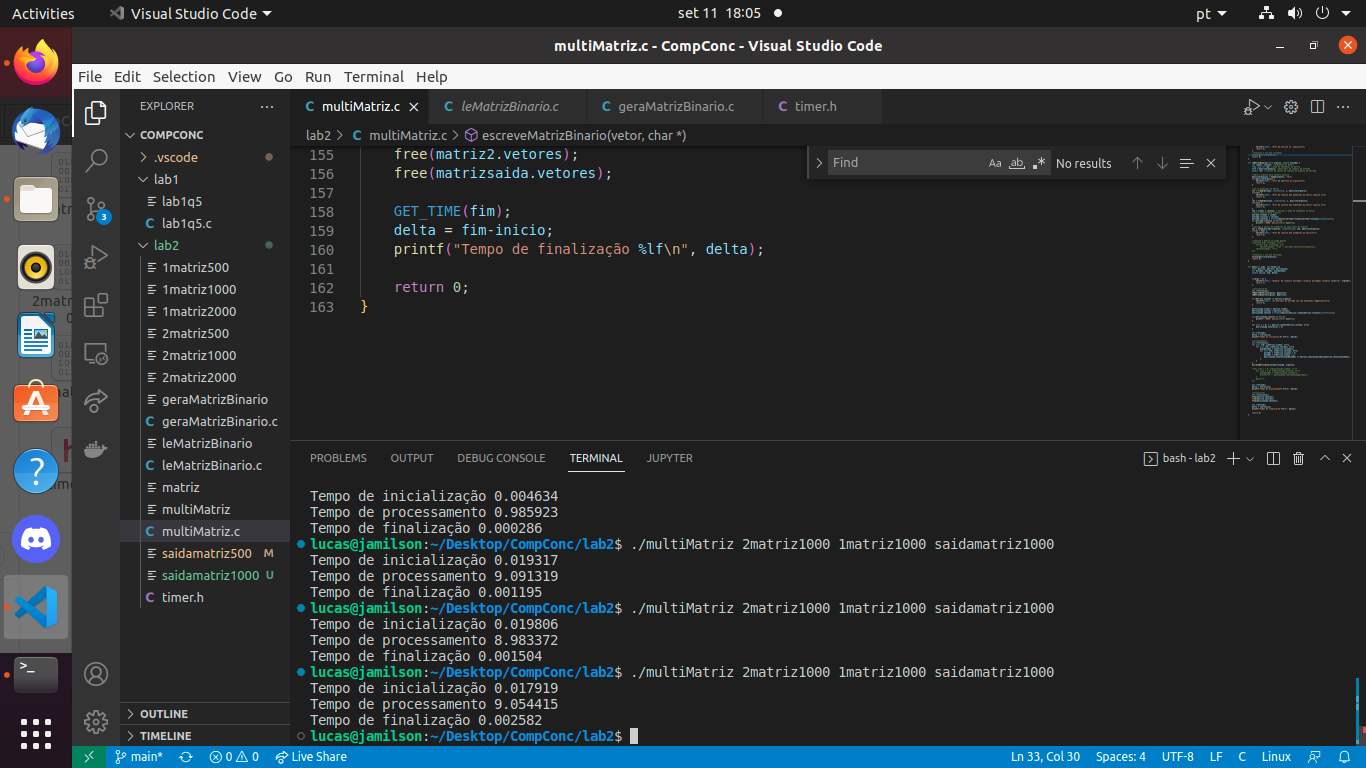 Activities
Visual Studio Code
set 11 18:05
pt
multiMatriz.c - CompConc - Visual Studio Code
File Edit Selection View Go Run Terminal Help
EXPLORER
COMPCONC
.vscode
lab1
lab1q5
lab1q5.c
lab2
1matriz500
1matriz1000
1matriz2000
2matriz500
2matriz1000
2matriz2000
geraMatrizBinario
geraMatrizBinario.c
leMatrizBinario
leMatrizBinario.c
matriz
multiMatriz
multiMatriz.c
saidamatriz500 M
saidamatriz1000 U
timer.h
OUTLINE
TIMELINE
3
multiMatriz.c
leMatrizBinario.c
geraMatrizBinario.c
timer.h
lab2 > multiMatriz.c > escreveMatrizBinario(vetor, char *)
Find
Aa ab
No results
155 free(matriz2.vetores);
156 free(matrizsaida.vetores);
157
158 GET_TIME(fim);
159 delta = fim-inicio;
160 printf("Tempo de finalização %lf\n", delta);
161
162 return 0;
163 }
PROBLEMS OUTPUT DEBUG CONSOLE TERMINAL JUPYTER
bash - lab2
Tempo de inicialização 0.004634
Tempo de processamento 0.985923
Tempo de finalização 0.000286
lucas@jamilson:~/Desktop/CompConc/lab2$ ./multiMatriz 2matriz1000 1matriz1000 saidamatriz1000
Tempo de inicialização 0.019317
Tempo de processamento 9.091319
Tempo de finalização 0.001195
lucas@jamilson:~/Desktop/CompConc/lab2$ ./multiMatriz 2matriz1000 1matriz1000 saidamatriz1000
Tempo de inicialização 0.019806
Tempo de processamento 8.983372
Tempo de finalização 0.001504
lucas@jamilson:~/Desktop/CompConc/lab2$ ./multiMatriz 2matriz1000 1matriz1000 saidamatriz1000
Tempo de inicialização 0.017919
Tempo de processamento 9.054415
Tempo de finalização 0.002582
lucas@jamilson:~/Desktop/CompConc/lab2$
main*
0 0
Live Share
Ln 33, Col 30
Spaces: 4
UTF-8
LF
C
Linux